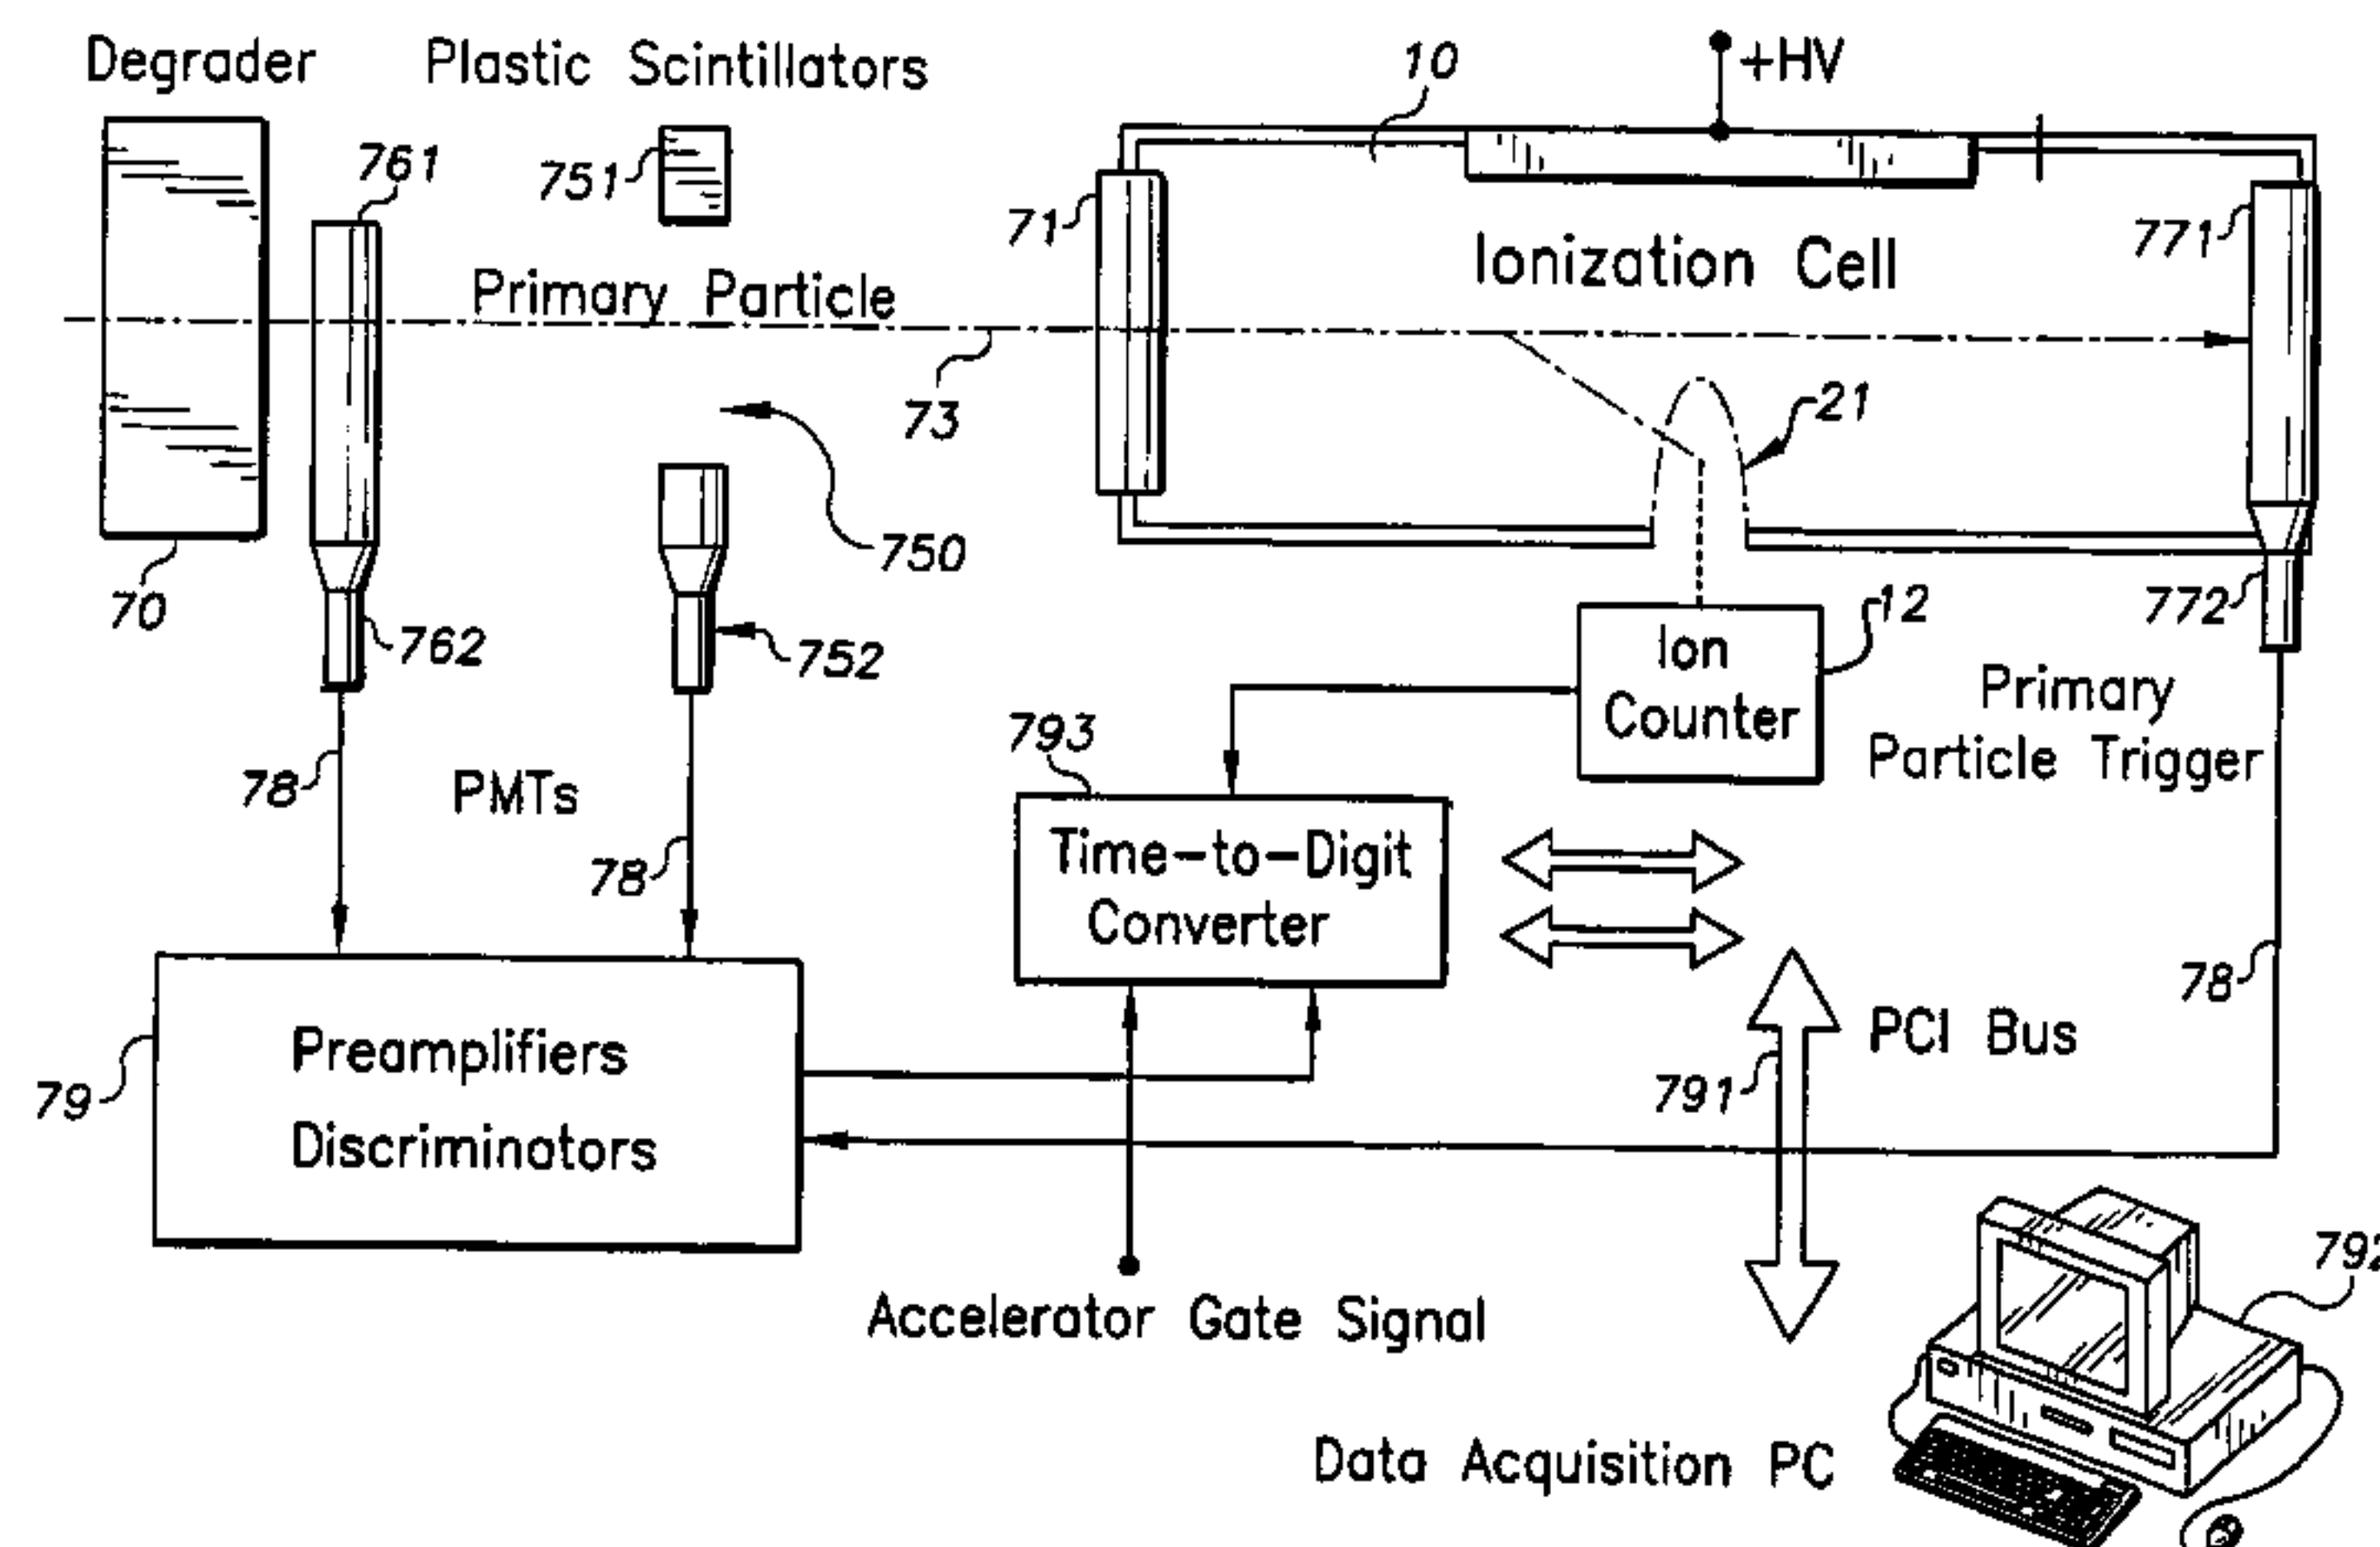 Degrader
Plastic Scintillators
10
+HV
761
751
71
771
Ionization Cell
Primary Particle
73
21
750
70
762
752
12
772
Ion
Counter
Primary
Particle Trigger
793
78
PMTs
78
Time-to-Digit
Converter
78
PCI Bus
Preamplifiers
79
791
Discriminators
792
Accelerator Gate Signal
Data Acquisition PC